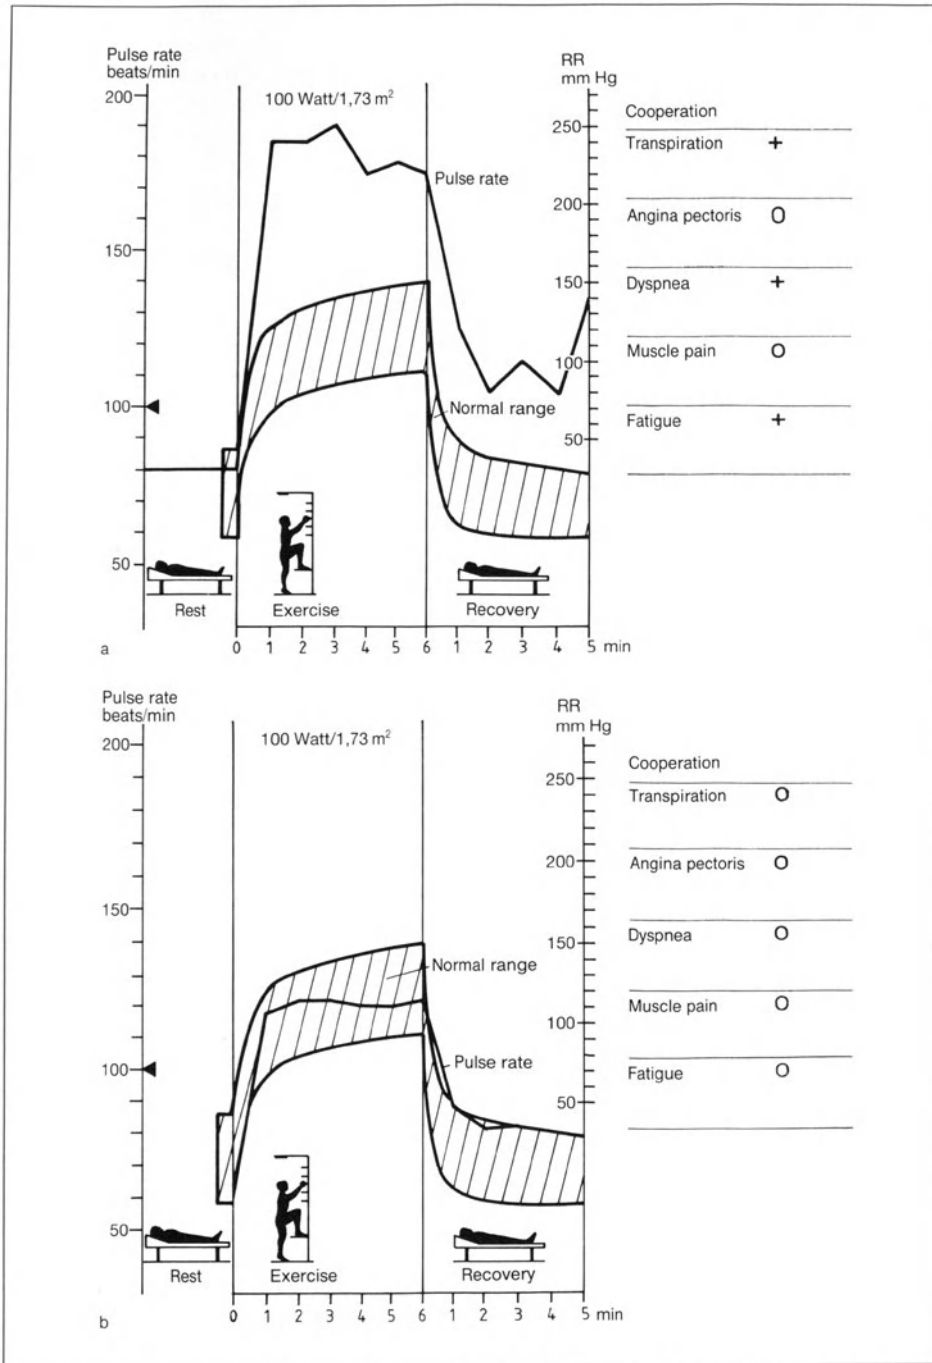 Pulse rate
beats/min
RR
mm Hg
100 Watt/1,73 m²
200
150
100
50
Pulse rate
Normal range
250
200
150
100
50
Cooperation
Transpiration +
Angina pectoris O
Dyspnea +
Muscle pain O
Fatigue +
Rest
Exercise
Recovery
0 1 2 3 4 5 6 1 2 3 4 5 min
a
Pulse rate
beats/min
RR
mm Hg
100 Watt/1,73 m²
200
150
100
50
Normal range
Pulse rate
250
200
150
100
50
Cooperation
Transpiration O
Angina pectoris O
Dyspnea O
Muscle pain O
Fatigue O
Rest
Exercise
Recovery
0 1 2 3 4 5 6 1 2 3 4 5 min
b